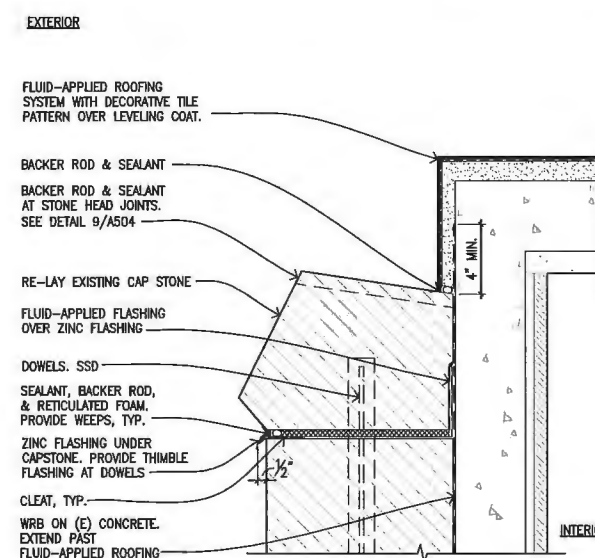 EXTERIOR
FLUID-APPLIED ROOFING
SYSTEM WITH DECORATIVE TILE
PATTERN OVER LEVELING COAT.
BACKER ROD & SEALANT
BACKER ROD & SEALANT
AT STONE HEAD JOINTS.
SEE DETAIL 9/A504
4" MIN.
RE-LAY EXISTING CAP STONE
FLUID-APPLIED FLASHING
OVER ZINC FLASHING
DOWELS. SSD
SEALANT, BACKER ROD,
& RETICULATED FOAM.
PROVIDE WEEPS, TYP.
ZINC FLASHING UNDER
CAPSTONE. PROVIDE THIMBLE
FLASHING AT DOWELS
½"
CLEAT, TYP.
WRB ON (E) CONCRETE.
EXTEND PAST
FLUID-APPLIED ROOFING
INTERI